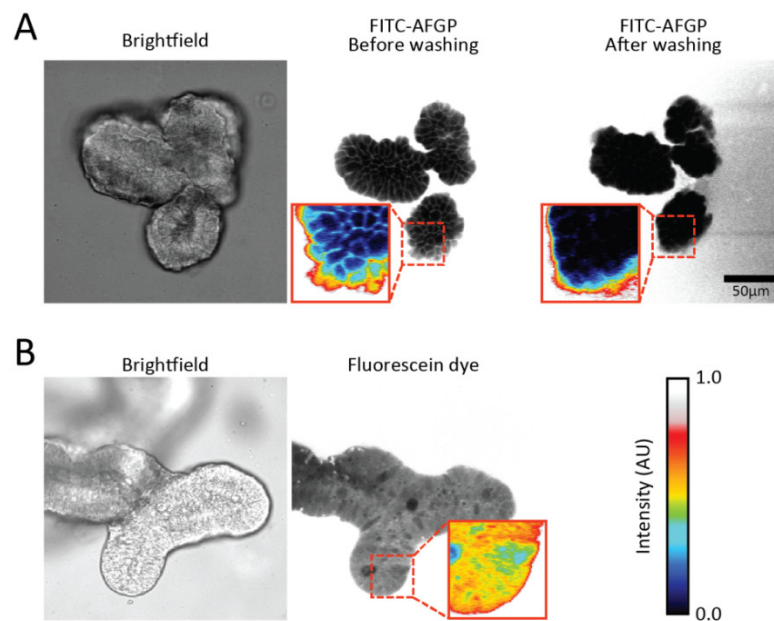 A
Brightfield
FITC-AFGP
Before washing
FITC-AFGP
After washing
50µm
B
Brightfield
Fluorescein dye
Intensity (AU)
1.0
0.0